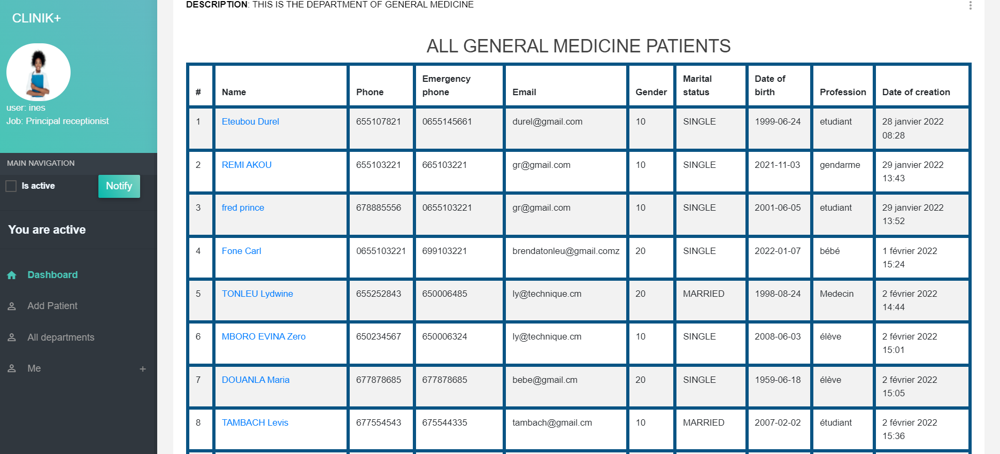 CLINIK+
user: ines
Job: Principal receptionist
MAIN NAVIGATION
Is active
Notify
You are active
Dashboard
Add Patient
All departments
Me +
DESCRIPTION: THIS IS THE DEPARTMENT OF GENERAL MEDICINE
ALL GENERAL MEDICINE PATIENTS
# Name Phone Emergency phone Email Gender Marital status Date of birth Profession Date of creation
1 Eteubou Durel 655107821 0655145661 durel@gmail.com 10 SINGLE 1999-06-24 etudiant 28 janvier 2022 08:28
2 REMI AKOU 655103221 665103221 gr@gmail.com 10 SINGLE 2021-11-03 gendarme 29 janvier 2022 13:43
3 fred prince 678885556 0655103221 gr@gmail.com 10 SINGLE 2001-06-05 etudiant 29 janvier 2022 13:52
4 Fone Carl 0655103221 699103221 brendatonleu@gmail.comz 20 SINGLE 2022-01-07 bébé 1 février 2022 15:24
5 TONLEU Lydwine 655252843 650006485 ly@technique.cm 20 MARRIED 1998-08-24 Medecin 2 février 2022 14:44
6 MBORO EVINA Zero 650234567 650006324 ly@technique.cm 10 SINGLE 2008-06-03 élève 2 février 2022 15:01
7 DOUANLA Maria 677878685 677878685 bebe@gmail.cm 20 SINGLE 1959-06-18 élève 2 février 2022 15:05
8 TAMBACH Levis 677554543 675544335 tambach@gmail.cm 10 MARRIED 2007-02-02 étudiant 2 février 2022 15:36